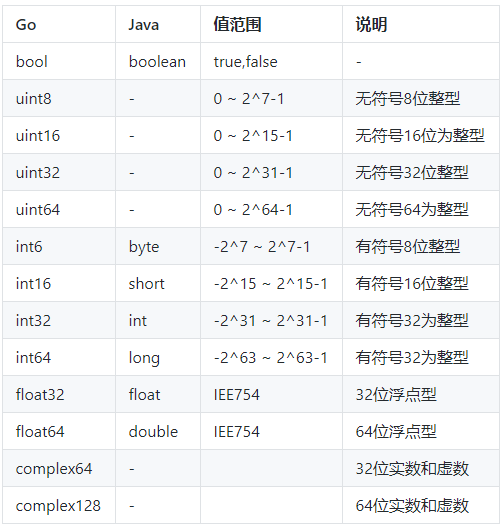 Go Java 值范围 说明
bool boolean true,false -
uint8 - 0 ~ 2^7-1 无符号8位整型
uint16 - 0 ~ 2^15-1 无符号16位为整型
uint32 - 0 ~ 2^31-1 无符号32位整型
uint64 - 0 ~ 2^64-1 无符号64为整型
int6 byte -2^7 ~ 2^7-1 有符号8位整型
int16 short -2^15 ~ 2^15-1 有符号16位整型
int32 int -2^31 ~ 2^31-1 有符号32为整型
int64 long -2^63 ~ 2^63-1 有符号32为整型
float32 float IEE754 32位浮点型
float64 double IEE754 64位浮点型
complex64 - 32位实数和虚数
complex128 - 64位实数和虚数